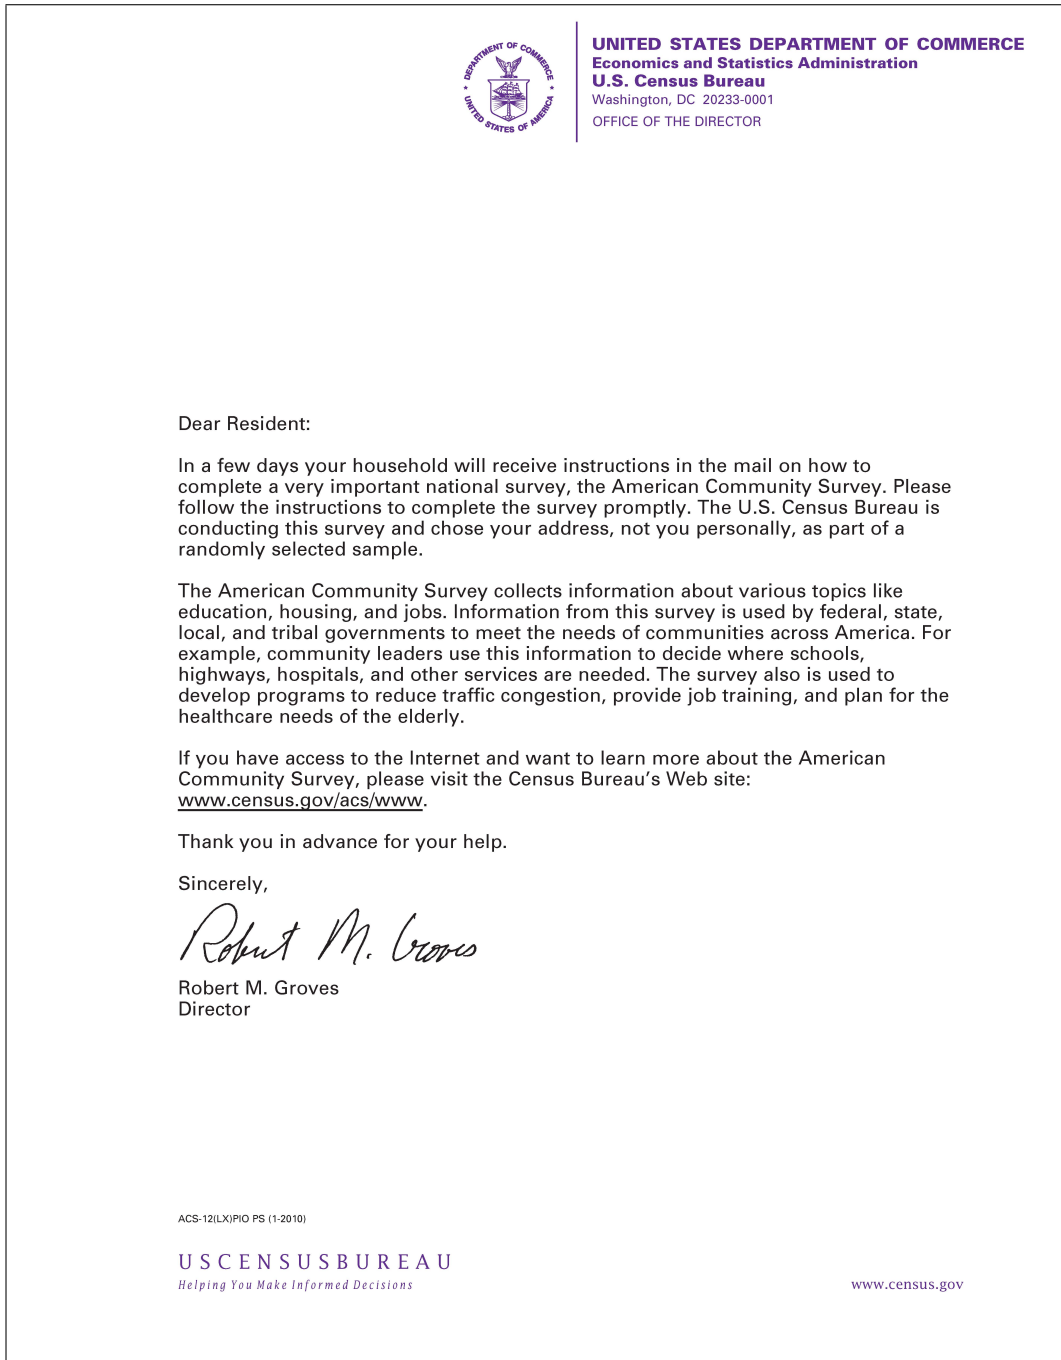 DEPARTMENT OF COMMERCE
UNITED STATES OF AMERICA
UNITED STATES DEPARTMENT OF COMMERCE
Economics and Statistics Administration
U.S. Census Bureau
Washington, DC 20233-0001
OFFICE OF THE DIRECTOR
Dear Resident:
In a few days your household will receive instructions in the mail on how to
complete a very important national survey, the American Community Survey. Please
follow the instructions to complete the survey promptly. The U.S. Census Bureau is
conducting this survey and chose your address, not you personally, as part of a
randomly selected sample.
The American Community Survey collects information about various topics like
education, housing, and jobs. Information from this survey is used by federal, state,
local, and tribal governments to meet the needs of communities across America. For
example, community leaders use this information to decide where schools,
highways, hospitals, and other services are needed. The survey also is used to
develop programs to reduce traffic congestion, provide job training, and plan for the
healthcare needs of the elderly.
If you have access to the Internet and want to learn more about the American
Community Survey, please visit the Census Bureau’s Web site:
www.census.gov/acs/www.
Thank you in advance for your help.
Sincerely,
Robert M. Groves
Robert M. Groves
Director
ACS-12(LX)PIO PS (1-2010)
USCENSUSBUREAU
Helping You Make Informed Decisions
www.census.gov